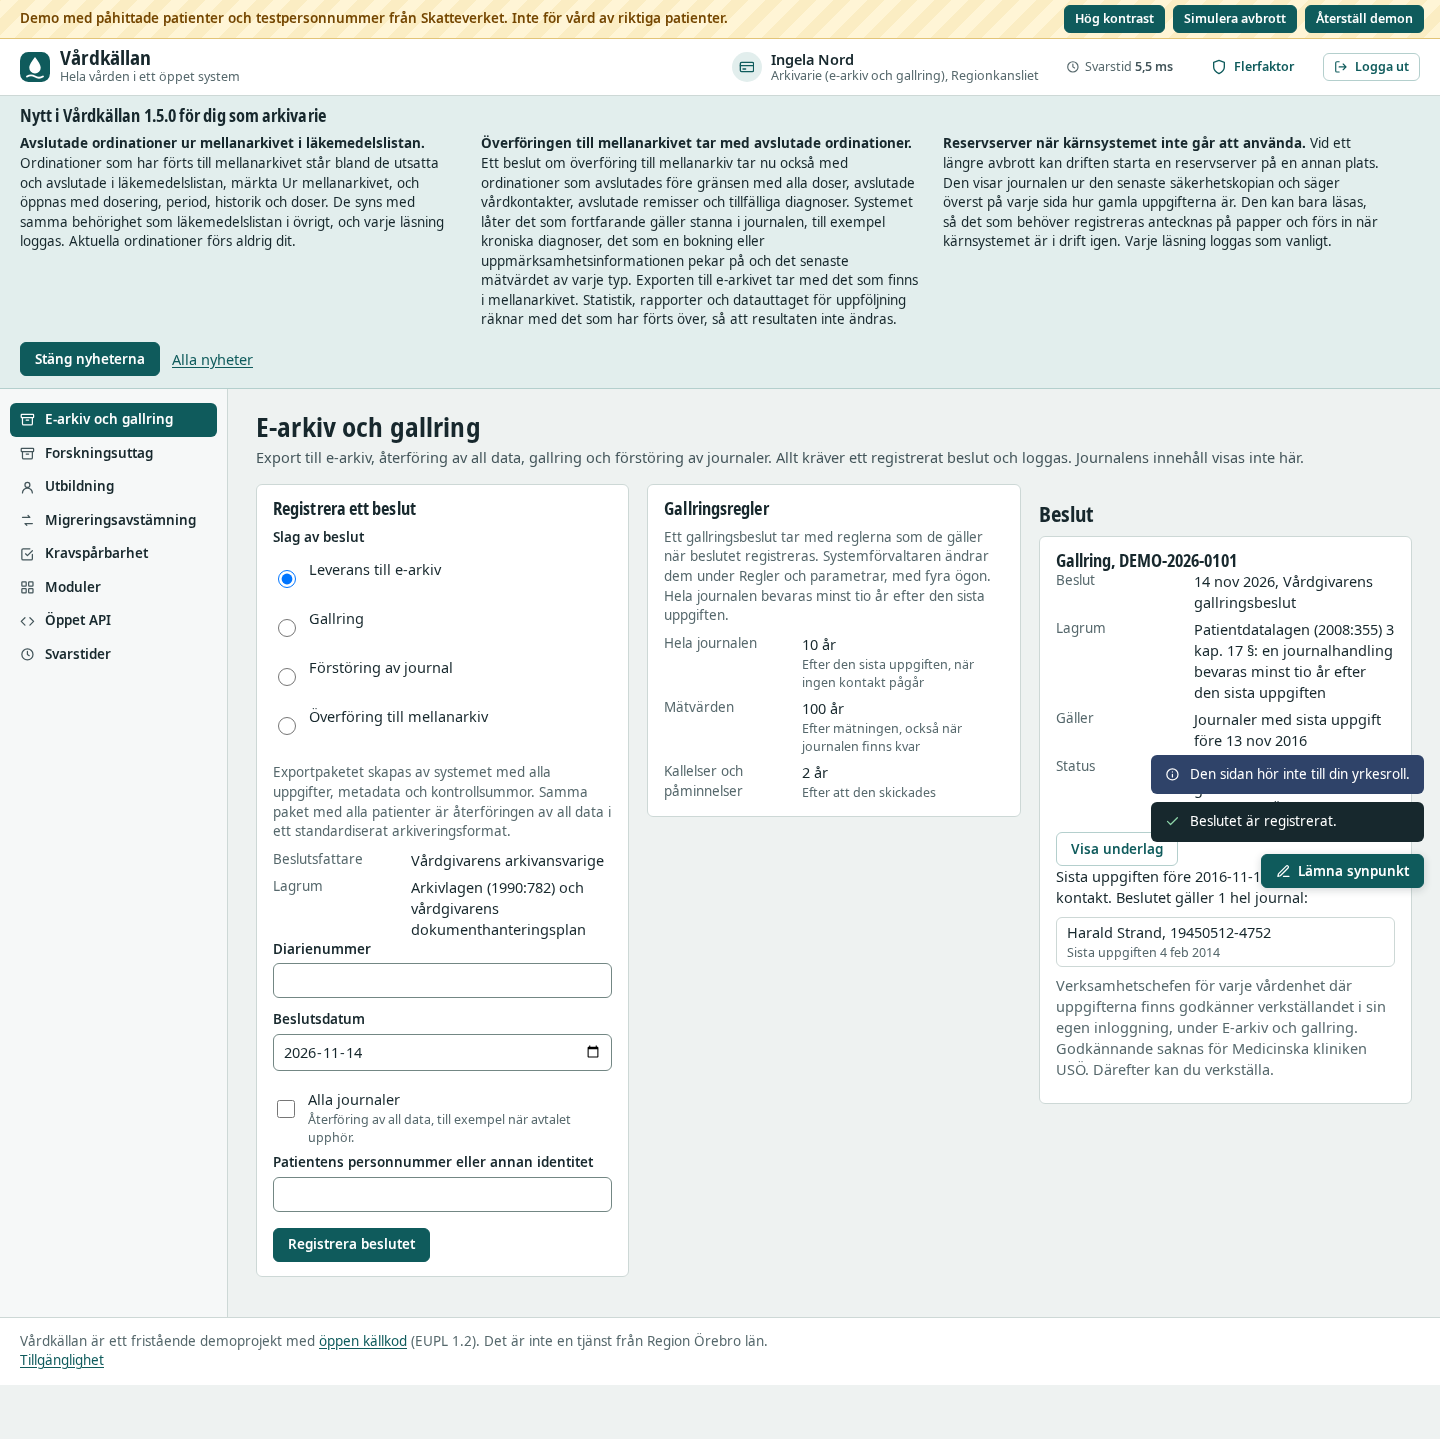 Demo med påhittade patienter och testpersonnummer från Skatteverket. Inte för vård av riktiga patienter.
Hög kontrast
Simulera avbrott
Återställ demon
Vårdkällan
Hela vården i ett öppet system
Ingela Nord
Arkivarie (e-arkiv och gallring), Regionkansliet
Svarstid 5,5 ms
Flerfaktor
Logga ut
Nytt i Vårdkällan 1.5.0 för dig som arkivarie
Avslutade ordinationer ur mellanarkivet i läkemedelslistan.
Ordinationer som har förts till mellanarkivet står bland de utsatta
och avslutade i läkemedelslistan, märkta Ur mellanarkivet, och
öppnas med dosering, period, historik och doser. De syns med
samma behörighet som läkemedelslistan i övrigt, och varje läsning
loggas. Aktuella ordinationer förs aldrig dit.
Överföringen till mellanarkivet tar med avslutade ordinationer.
Ett beslut om överföring till mellanarkiv tar nu också med
ordinationer som avslutades före gränsen med alla doser, avslutade
vårdkontakter, avslutade remisser och tillfälliga diagnoser. Systemet
låter det som fortfarande gäller stanna i journalen, till exempel
kroniska diagnoser, det som en bokning eller
uppmärksamhetsinformationen pekar på och det senaste
mätvärdet av varje typ. Exporten till e-arkivet tar med det som finns
i mellanarkivet. Statistik, rapporter och datauttaget för uppföljning
räknar med det som har förts över, så att resultaten inte ändras.
Reservserver när kärnsystemet inte går att använda. Vid ett
längre avbrott kan driften starta en reservserver på en annan plats.
Den visar journalen ur den senaste säkerhetskopian och säger
överst på varje sida hur gamla uppgifterna är. Den kan bara läsas,
så det som behöver registreras antecknas på papper och förs in när
kärnsystemet är i drift igen. Varje läsning loggas som vanligt.
Stäng nyheterna
Alla nyheter
E-arkiv och gallring
Forskningsuttag
Utbildning
Migreringsavstämning
Kravspårbarhet
Moduler
Öppet API
Svarstider
E-arkiv och gallring
Export till e-arkiv, återföring av all data, gallring och förstöring av journaler. Allt kräver ett registrerat beslut och loggas. Journalens innehåll visas inte här.
Registrera ett beslut
Slag av beslut
Leverans till e-arkiv
Gallring
Förstöring av journal
Överföring till mellanarkiv
Exportpaketet skapas av systemet med alla
uppgifter, metadata och kontrollsummor. Samma
paket med alla patienter är återföringen av all data i
ett standardiserat arkiveringsformat.
Beslutsfattare
Vårdgivarens arkivansvarige
Lagrum
Arkivlagen (1990:782) och
vårdgivarens
dokumenthanteringsplan
Diarienummer
Beslutsdatum
2026-11-14
Alla journaler
Återföring av all data, till exempel när avtalet
upphör.
Patientens personnummer eller annan identitet
Registrera beslutet
Gallringsregler
Ett gallringsbeslut tar med reglerna som de gäller
när beslutet registreras. Systemförvaltaren ändrar
dem under Regler och parametrar, med fyra ögon.
Hela journalen bevaras minst tio år efter den sista
uppgiften.
Hela journalen
10 år
Efter den sista uppgiften, när
ingen kontakt pågår
Mätvärden
100 år
Efter mätningen, också när
journalen finns kvar
Kallelser och
påminnelser
2 år
Efter att den skickades
Beslut
Gallring, DEMO-2026-0101
Beslut
14 nov 2026, Vårdgivarens
gallringsbeslut
Lagrum
Patientdatalagen (2008:355) 3
kap. 17 §: en journalhandling
bevaras minst tio år efter
den sista uppgiften
Gäller
Journaler med sista uppgift
före 13 nov 2016
Status
Den sidan hör inte till din yrkesroll.
Beslutet är registrerat.
Visa underlag
Lämna synpunkt
Sista uppgiften före 2016-11-1
kontakt. Beslutet gäller 1 hel journal:
Harald Strand, 19450512-4752
Sista uppgiften 4 feb 2014
Verksamhetschefen för varje vårdenhet där
uppgifterna finns godkänner verkställandet i sin
egen inloggning, under E-arkiv och gallring.
Godkännande saknas för Medicinska kliniken
USÖ. Därefter kan du verkställa.
Vårdkällan är ett fristående demoprojekt med öppen källkod (EUPL 1.2). Det är inte en tjänst från Region Örebro län.
Tillgänglighet